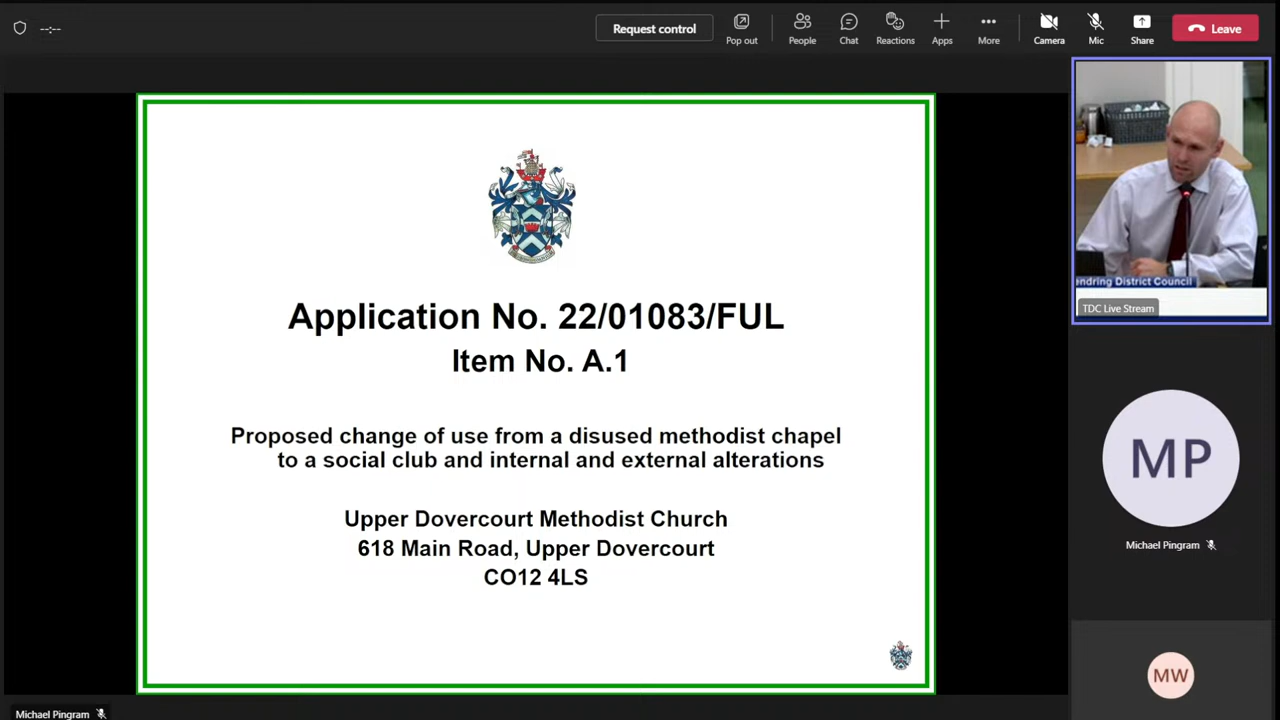 --:--
Request control
Pop out
People
Chat
Reactions
Apps
More
Camera
Mic
Share
Leave
Application No. 22/01083/FUL
Item No. A.1
Proposed change of use from a disused methodist chapel
to a social club and internal and external alterations
Upper Dovercourt Methodist Church
618 Main Road, Upper Dovercourt
CO12 4LS
endring District Council
TDC Live Stream
MP
Michael Pingram
MW
Michael Pingram